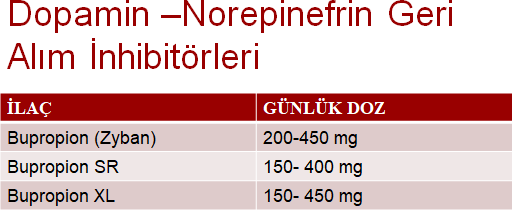 Dopamin –Norepinefrin Geri
Alım İnhibitörleri
İLAÇ GÜNLÜK DOZ
Bupropion (Zyban) 200-450 mg
Bupropion SR 150- 400 mg
Bupropion XL 150- 450 mg